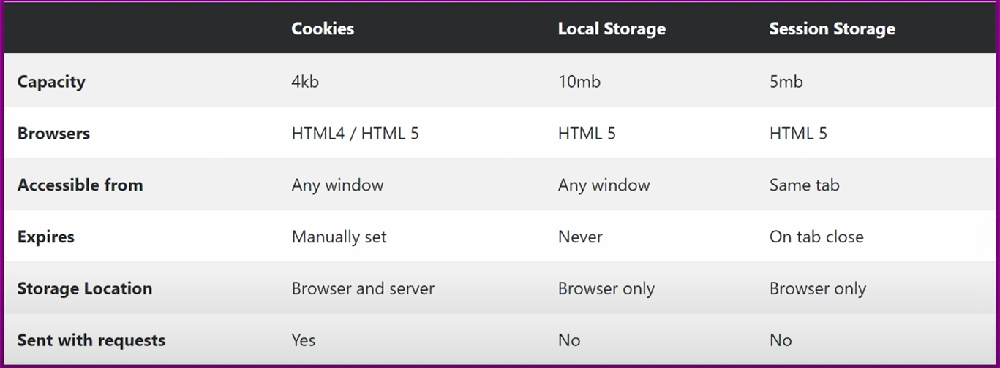 Cookies Local Storage Session Storage
Capacity 4kb 10mb 5mb
Browsers HTML4 / HTML 5 HTML 5 HTML 5
Accessible from Any window Any window Same tab
Expires Manually set Never On tab close
Storage Location Browser and server Browser only Browser only
Sent with requests Yes No No